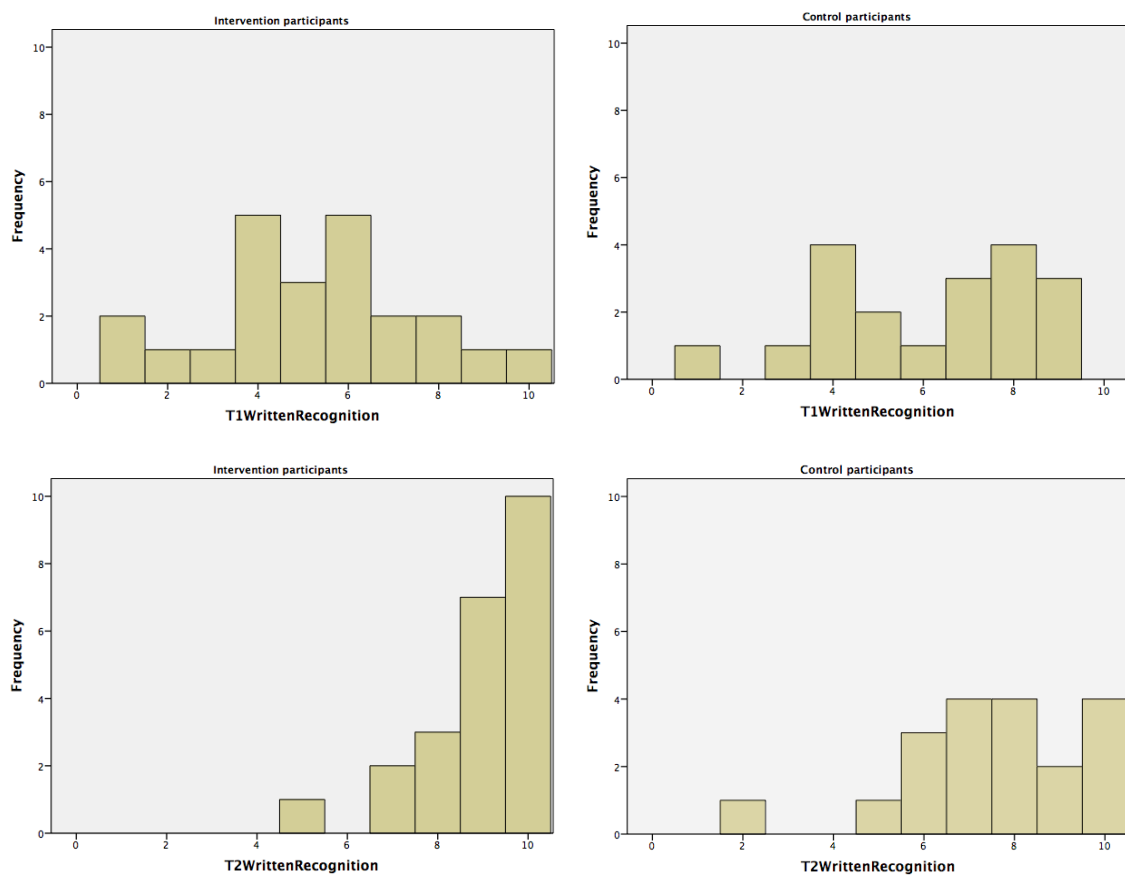 Intervention participants
10
8
6
4
2
0
Frequency
0 2 4 6 8 10
T1WrittenRecognition
Control participants
10
8
6
4
2
0
Frequency
0 2 4 6 8 10
T1WrittenRecognition
Intervention participants
10
8
6
4
2
0
Frequency
0 2 4 6 8 10
T2WrittenRecognition
Control participants
10
8
6
4
2
0
Frequency
0 2 4 6 8 10
T2WrittenRecognition